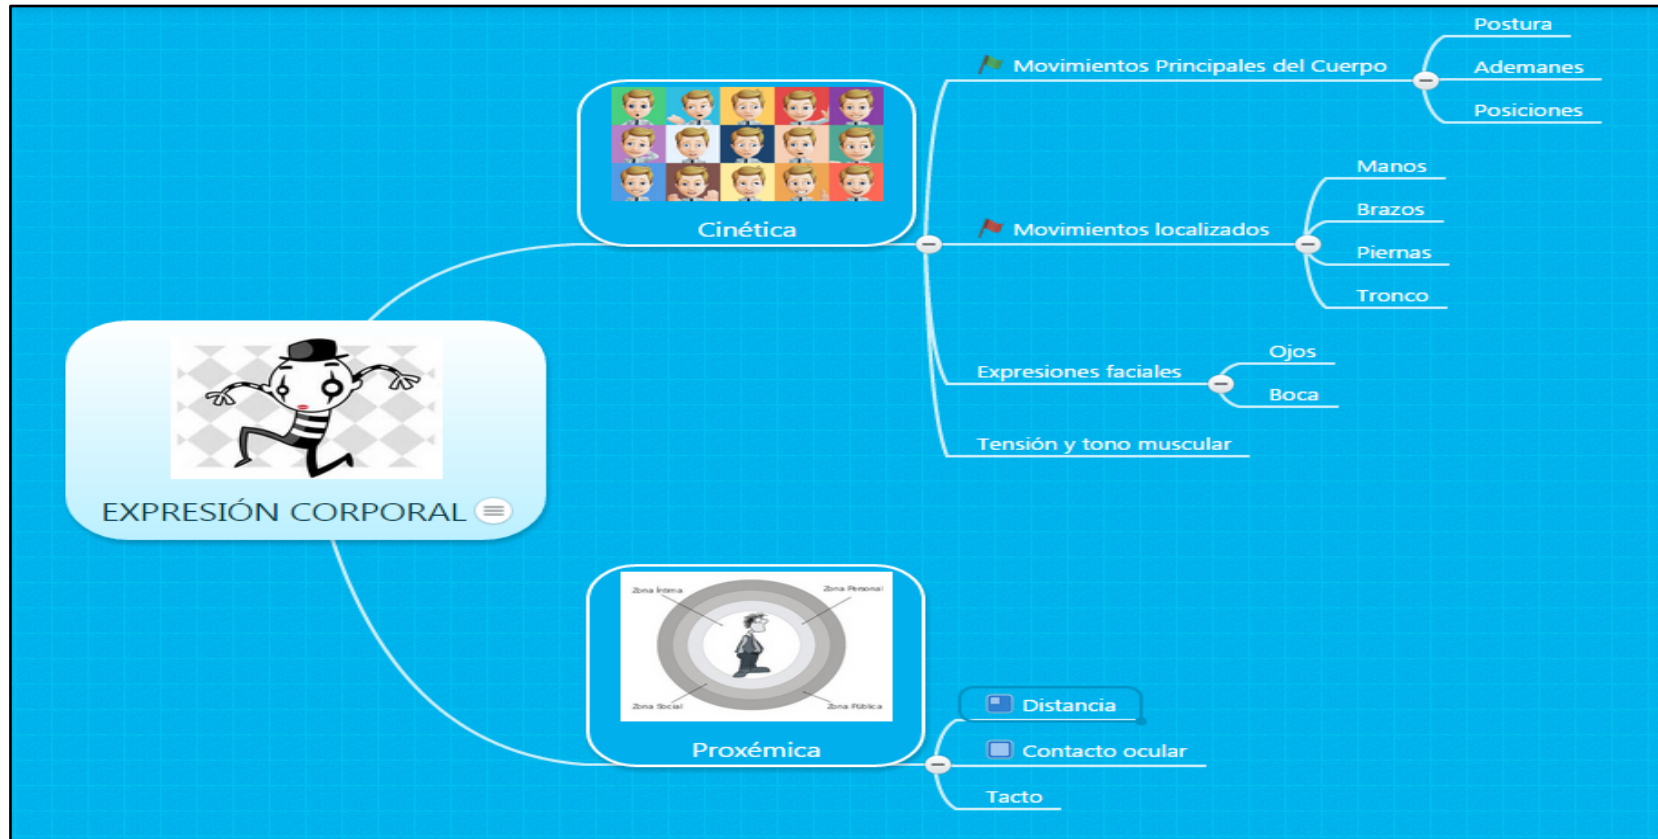 EXPRESIÓN CORPORAL
Cinética
Movimientos Principales del Cuerpo
Postura
Ademanes
Posiciones
Movimientos localizados
Manos
Brazos
Piernas
Tronco
Expresiones faciales
Ojos
Boca
Tensión y tono muscular
Zona Íntima
Zona Personal
Zona Social
Zona Pública
Proxémica
Distancia
Contacto ocular
Tacto